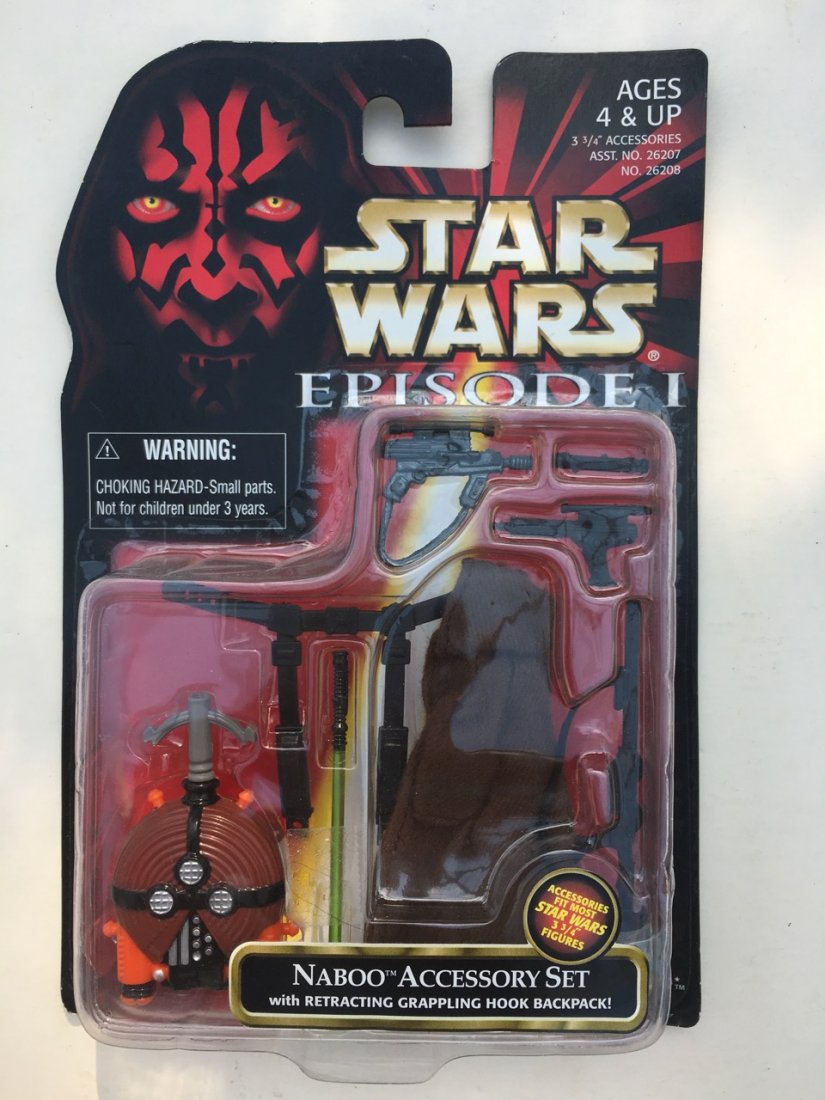 AGES
4 & UP
3 3/4" ACCESSORIES
ASST. NO. 26207
NO. 26208
STAR
WARS®
EPISODE I
! WARNING:
CHOKING HAZARD-Small parts.
Not for children under 3 years.
ACCESSORIES
FIT MOST
STAR WARS
3 3/4"
FIGURES
NABOO™ ACCESSORY SET
with RETRACTING GRAPPLING HOOK BACKPACK!
TM